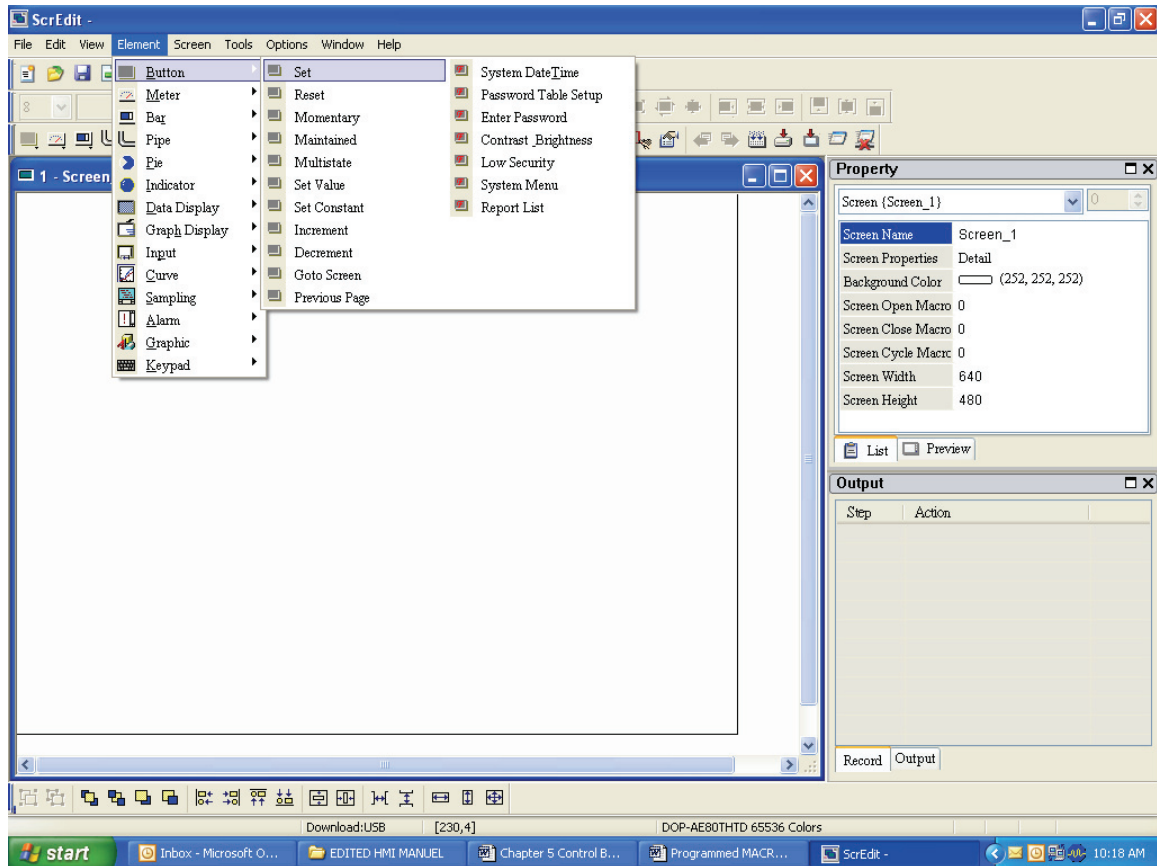 ScrEdit -
File Edit View Element Screen Tools Options Window Help
Button
Meter
Bar
Pipe
Pie
Indicator
Data Display
Graph Display
Input
Curve
Sampling
Alarm
Graphic
Keypad
Set
Reset
Momentary
Maintained
Multistate
Set Value
Set Constant
Increment
Decrement
Goto Screen
Previous Page
System DateTime
Password Table Setup
Enter Password
Contrast_Brightness
Low Security
System Menu
Report List
8
1 - Screen
Property
Screen {Screen_1} 0
Screen Name Screen_1
Screen Properties Detail
Background Color (252, 252, 252)
Screen Open Macro 0
Screen Close Macro 0
Screen Cycle Macrc 0
Screen Width 640
Screen Height 480
List Preview
Output
Step Action
Record Output
Download:USB [230,4] DOP-AE80THTD 65536 Colors
start Inbox - Microsoft O... EDITED HMI MANUEL Chapter 5 Control B... Programmed MACR... ScrEdit - 10:18 AM